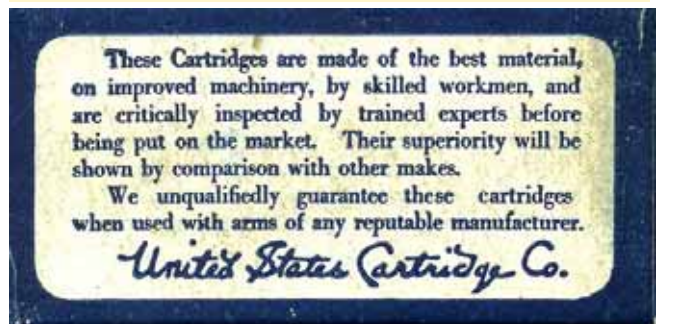 These Cartridges are made of the best material,
on improved machinery, by skilled workmen, and
are critically inspected by trained experts before
being put on the market. Their superiority will be
shown by comparison with other makes.
We unqualifiedly guarantee these cartridges
when used with arms of any reputable manufacturer.
United States Cartridge Co.